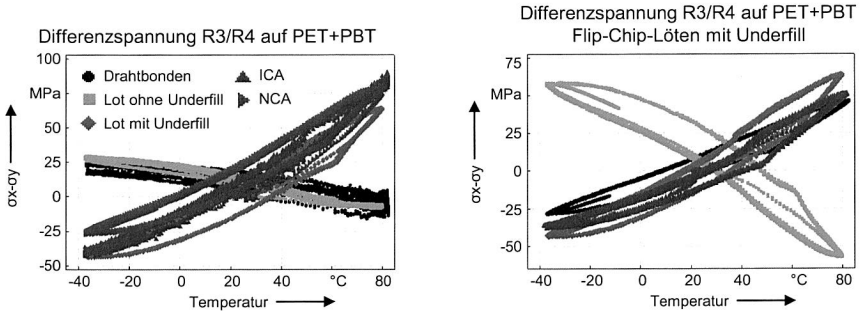 Differenzspannung R3/R4 auf PET+PBT
100
MPa
50
25
0
-25
-50
σx-σy
Drahtbonden
ICA
Lot ohne Underfill
NCA
Lot mit Underfill
-40
0
20
40
°C
80
Temperatur
Differenzspannung R3/R4 auf PET+PBT
Flip-Chip-Löten mit Underfill
75
MPa
25
0
-25
-50
σx-σy
-40
-20
0
20
40
°C
80
Temperatur